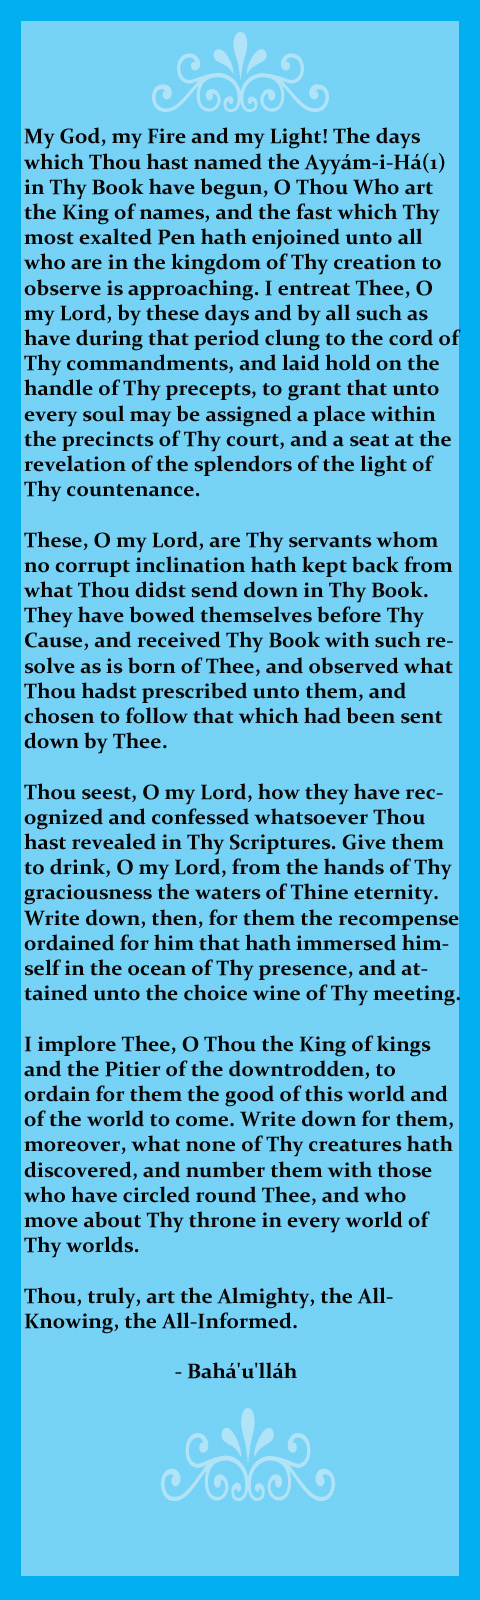 My God, my Fire and my Light! The days
which Thou hast named the Ayyám-i-Há(1)
in Thy Book have begun, O Thou Who art
the King of names, and the fast which Thy
most exalted Pen hath enjoined unto all
who are in the kingdom of Thy creation to
observe is approaching. I entreat Thee, O
my Lord, by these days and by all such as
have during that period clung to the cord of
Thy commandments, and laid hold on the
handle of Thy precepts, to grant that unto
every soul may be assigned a place within
the precincts of Thy court, and a seat at the
revelation of the splendors of the light of
Thy countenance.

These, O my Lord, are Thy servants whom
no corrupt inclination hath kept back from
what Thou didst send down in Thy Book.
They have bowed themselves before Thy
Cause, and received Thy Book with such re-
solve as is born of Thee, and observed what
Thou hadst prescribed unto them, and
chosen to follow that which had been sent
down by Thee.

Thou seest, O my Lord, how they have rec-
ognized and confessed whatsoever Thou
hast revealed in Thy Scriptures. Give them
to drink, O my Lord, from the hands of Thy
graciousness the waters of Thine eternity.
Write down, then, for them the recompense
ordained for him that hath immersed him-
self in the ocean of Thy presence, and at-
tained unto the choice wine of Thy meeting.

I implore Thee, O Thou the King of kings
and the Pitier of the downtrodden, to
ordain for them the good of this world and
of the world to come. Write down for them,
moreover, what none of Thy creatures hath
discovered, and number them with those
who have circled round Thee, and who
move about Thy throne in every world of
Thy worlds.

Thou, truly, art the Almighty, the All-
Knowing, the All-Informed.

- Bahá'u'lláh